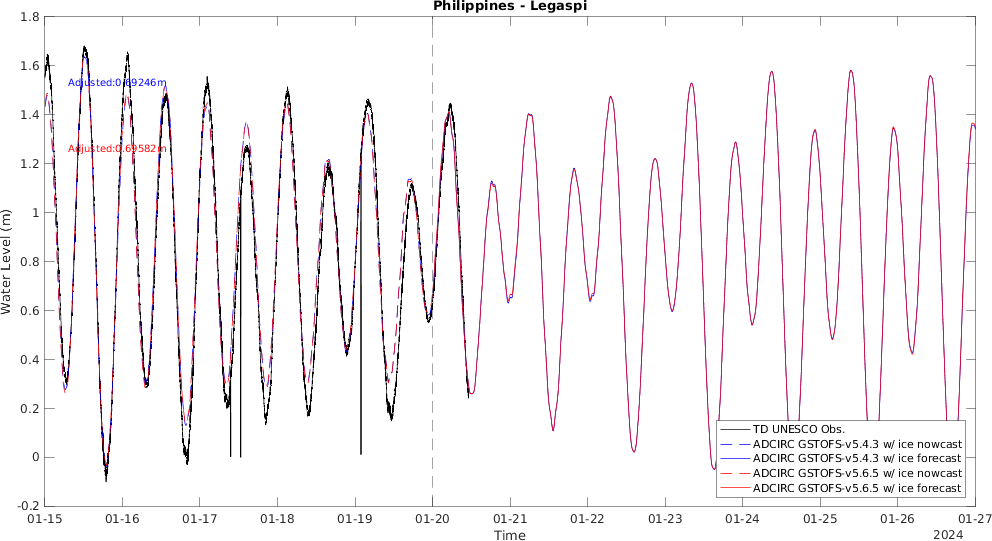 Philippines - Legaspi
Water Level (m)
1.8
1.6
1.4
1.2
1
0.8
0.6
0.4
0.2
0
-0.2
Adjusted:0.69246m
Adjusted:0.69582m
TD UNESCO Obs.
ADCIRC GSTOFS-v5.4.3 w/ ice nowcast
ADCIRC GSTOFS-v5.4.3 w/ ice forecast
ADCIRC GSTOFS-v5.6.5 w/ ice nowcast
ADCIRC GSTOFS-v5.6.5 w/ ice forecast
01-15 01-16 01-17 01-18 01-19 01-20 01-21 01-22 01-23 01-24 01-25 01-26 01-27
Time
2024